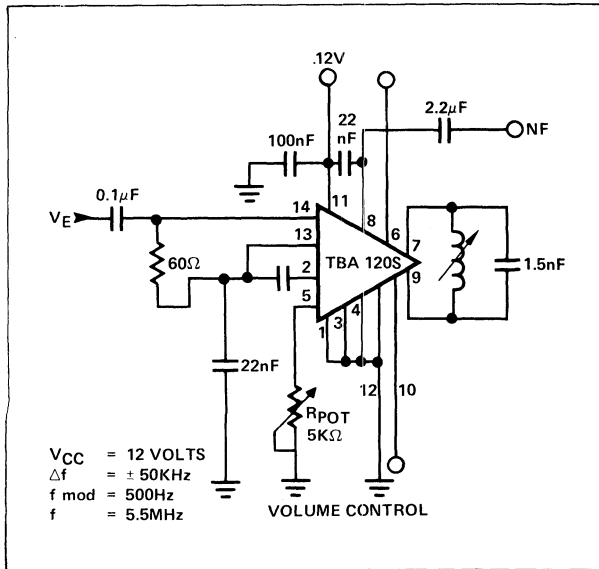 .12V
2.2μF
22
nF
NF
100nF
0.1μF
11
8
6
VE
14
13
7
TBA 120S
2
9
1.5nF
60Ω
5
1
3
4
22nF
12
10
RPOT
5KΩ
VCC = 12 VOLTS
Δf = ± 50KHz
f mod = 500Hz
f = 5.5MHz
VOLUME CONTROL